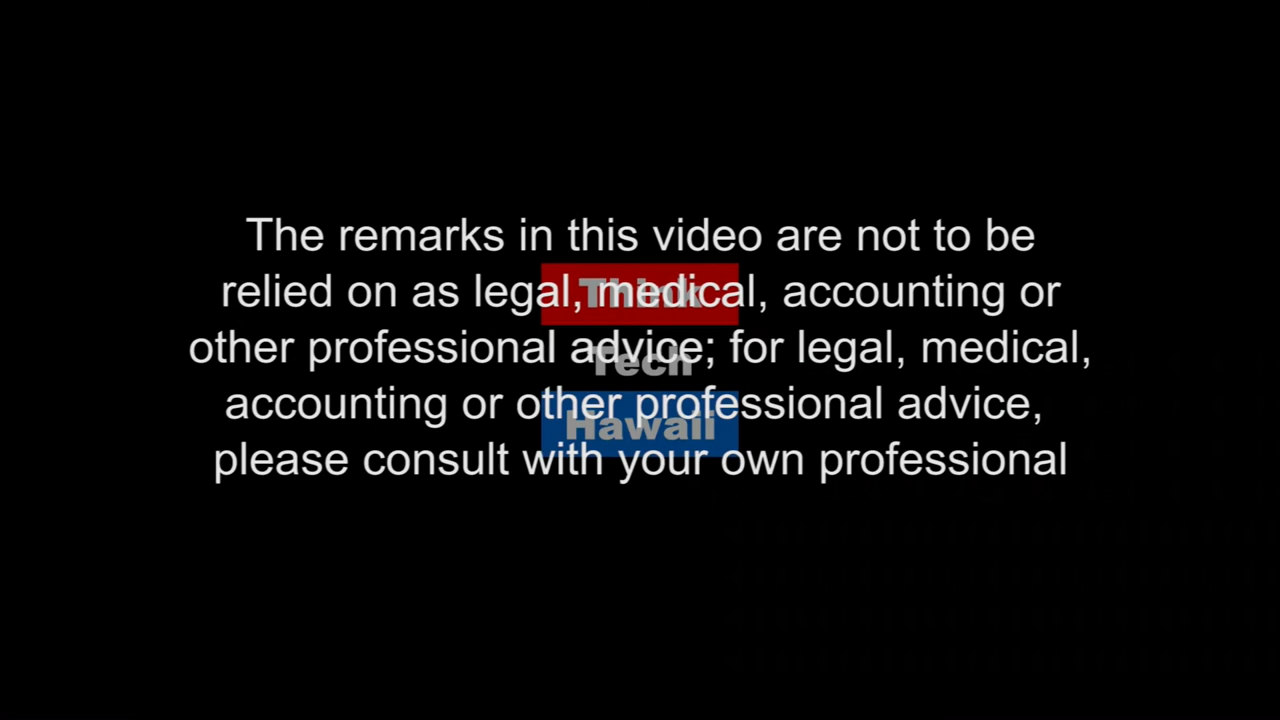 The remarks in this video are not to be
relied on as legal, medical, accounting or
other professional advice; for legal, medical,
accounting or other professional advice,
please consult with your own professional
Think
Tech
Hawaii